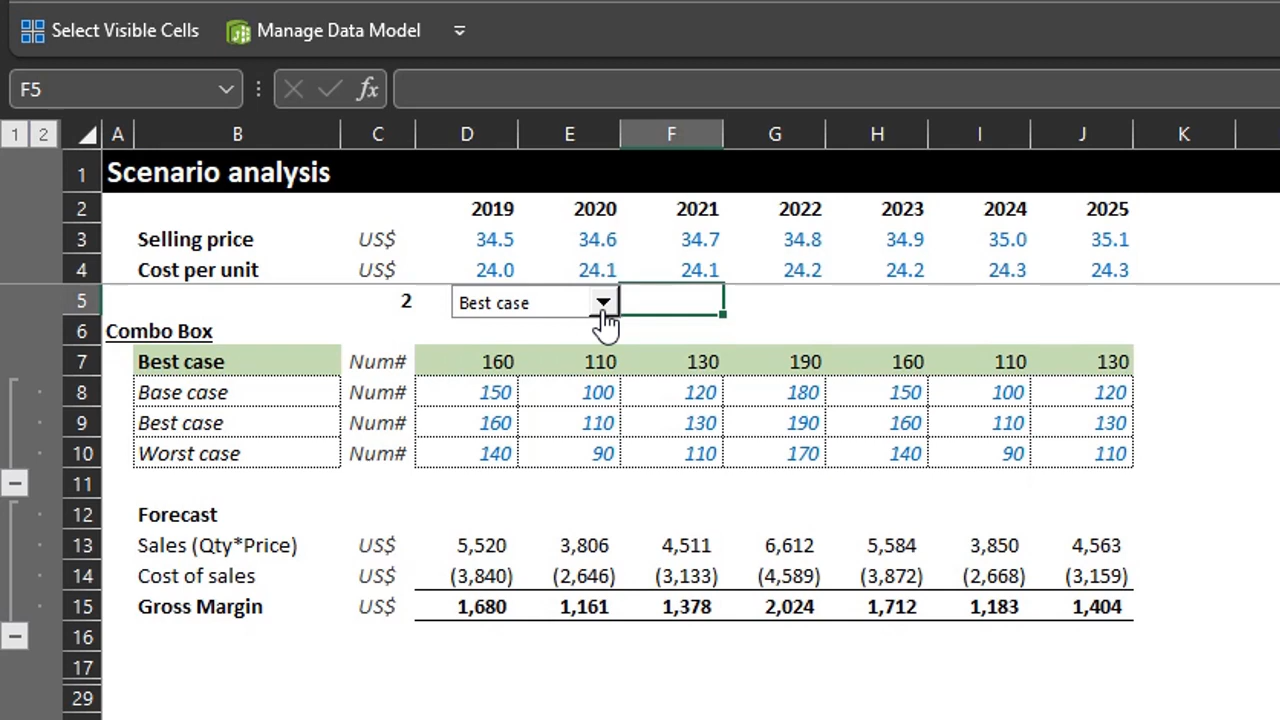 Select Visible Cells Manage Data Model
F5 fx
1 2 A B C D E F G H I J K
1 Scenario analysis
2 2019 2020 2021 2022 2023 2024 2025
3 Selling price US$ 34.5 34.6 34.7 34.8 34.9 35.0 35.1
4 Cost per unit US$ 24.0 24.1 24.1 24.2 24.2 24.3 24.3
5 2 Best case
6 Combo Box
7 Best case Num# 160 110 130 190 160 110 130
8 Base case Num# 150 100 120 180 150 100 120
9 Best case Num# 160 110 130 190 160 110 130
10 Worst case Num# 140 90 110 170 140 90 110
11
12 Forecast
13 Sales (Qty*Price) US$ 5,520 3,806 4,511 6,612 5,584 3,850 4,563
14 Cost of sales US$ (3,840) (2,646) (3,133) (4,589) (3,872) (2,668) (3,159)
15 Gross Margin US$ 1,680 1,161 1,378 2,024 1,712 1,183 1,404
16
17
29